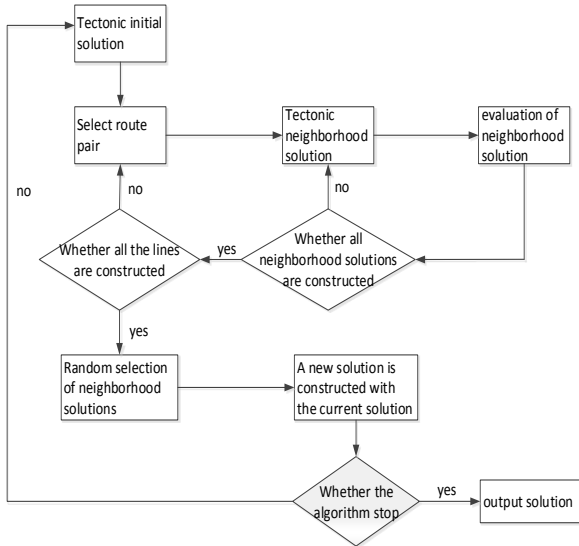 Tectonic initial
solution
Select route
pair
Tectonic
neighborhood
solution
evaluation of
neighborhood
solution
no
no
no
Whether all the lines
are constructed
yes
Whether all
neighborhood solutions
are constructed
yes
Random selection
of neighborhood
solutions
A new solution is
constructed with
the current solution
Whether the
algorithm stop
yes
output solution